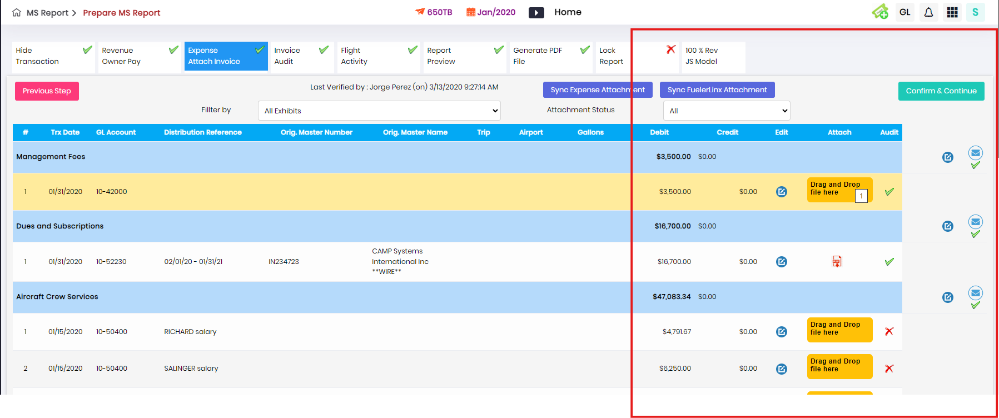 MS Report > Prepare MS Report 650TB Jan/2020 Home GL S
Hide Transaction
Revenue Owner Pay
Expense Attach Invoice
Invoice Audit
Flight Activity
Report Preview
Generate PDF File
Lock Report
100 % Rev JS Model
Previous Step
Last Verified by : Jorge Perez (on) 3/13/2020 9:27:14 AM
Sync Expense Attachment
Sync FuelerLinx Attachment
Confirm & Continue
Fillter by All Exhibits Attachment Status All
# Trx Date GL Account Distribution Reference Orig. Master Number Orig. Master Name Trip Airport Gallons Debit Credit Edit Attach Audit
Management Fees $3,500.00 $0.00
1 01/31/2020 10-42000 $3,500.00 $0.00 Drag and Drop file here 1
Dues and Subscriptions $16,700.00 $0.00
1 01/31/2020 10-52230 02/01/20 - 01/31/21 IN234723 CAMP Systems International Inc **WIRE** $16,700.00 $0.00 PDF
Aircraft Crew Services $47,083.34 $0.00
1 01/15/2020 10-50400 RICHARD salary $4,791.67 $0.00 Drag and Drop file here
2 01/15/2020 10-50400 SALINGER salary $6,250.00 $0.00 Drag and Drop file here